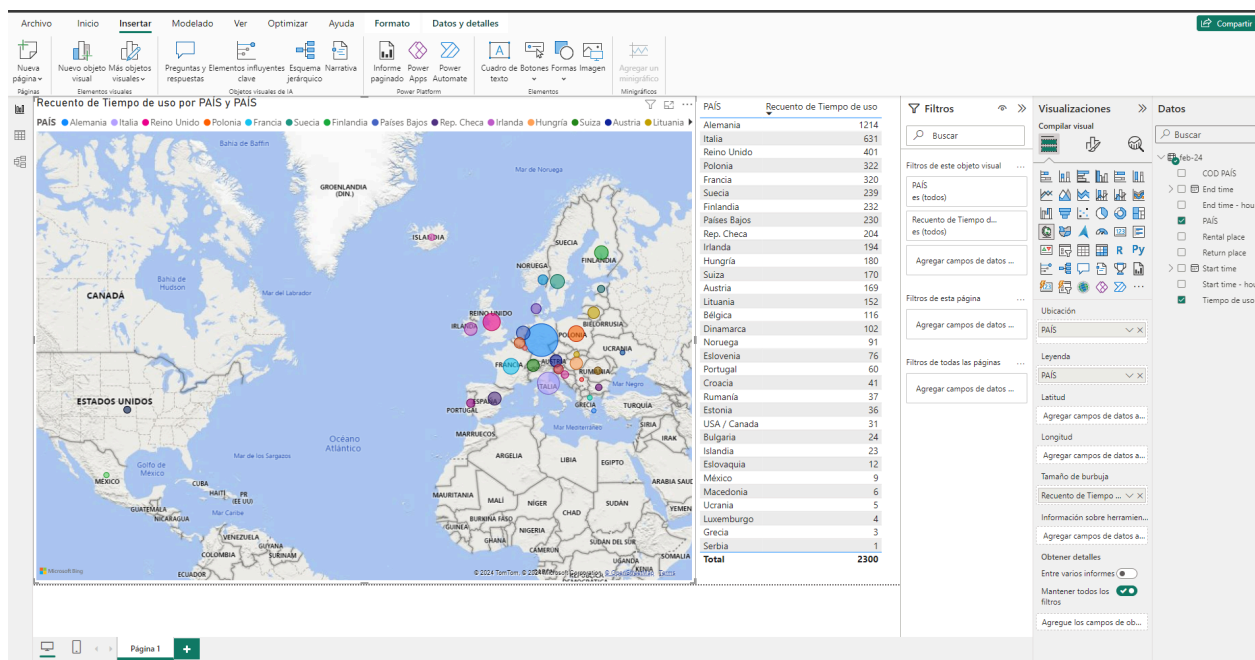 Archivo Inicio Insertar Modelado Ver Optimizar Ayuda Formato Datos y detalles
Compartir
Nueva página
Nuevo objeto visual
Más objetos visuales
Preguntas y respuestas
Elementos influyentes clave
Esquema jerárquico
Narrativa
Informe paginado
Power Apps
Power Automate
Cuadro de texto
Botones
Formas
Imagen
Agregar un minigráfico
Páginas
Elementos visuales
Objetos visuales de IA
Power Platform
Elementos
Minigráficos
Recuento de Tiempo de uso por PAÍS y PAÍS
PAÍS Alemania Italia Reino Unido Polonia Francia Suecia Finlandia Países Bajos Rep. Checa Irlanda Hungría Suiza Austria Lituania
Bahía de Baffin
Mar de Noruega
GROENLANDIA
(DIN.)
ISLANDIA
SUECIA
FINLANDIA
NORUEGA
Bahía de
Hudson
CANADÁ
Mar del Labrador
REINO UNIDO
IRLANDA
BIELORRUSIA
POLONIA
UCRANIA
FRANCIA
AUSTRIA
RUMANIA
ITALIA
Mar Negro
ESTADOS UNIDOS
ESPAÑA
PORTUGAL
GRECIA
TURQUÍA
Mar Mediterráneo
SIRIA
IRAK
MARRUECOS
Océano
Atlántico
Mar de los Sargazos
Golfo de
México
ARGELIA
LIBIA
EGIPTO
ARABIA SAUD
MÉXICO
CUBA
HAITÍ
PR
(EE UU)
MAURITANIA
MALÍ
NÍGER
SUDÁN
YEMEN
GUATEMALA
NICARAGUA
Mar Caribe
CHAD
BURKINA FASO
GUINEA
NIGERIA
VENEZUELA
GUYANA
GHANA
SUDÁN DEL SUR
COLOMBIA
SURINAM
CAMERÚN
SOMALIA
UGANDA
KENIA
ECUADOR
Microsoft Bing
© 2024 TomTom, © 2024 Microsoft Corporation, © OpenStreetMap Terms
PAÍS Recuento de Tiempo de uso
Alemania 1214
Italia 631
Reino Unido 401
Polonia 322
Francia 320
Suecia 239
Finlandia 232
Países Bajos 230
Rep. Checa 204
Irlanda 194
Hungría 180
Suiza 170
Austria 169
Lituania 152
Bélgica 116
Dinamarca 102
Noruega 91
Eslovenia 76
Portugal 60
Croacia 41
Rumanía 37
Estonia 36
USA / Canada 31
Bulgaria 24
Islandia 23
Eslovaquia 12
México 9
Macedonia 6
Ucrania 5
Luxemburgo 4
Grecia 3
Serbia 1
Total 2300
Filtros
Buscar
Filtros de este objeto visual ...
PAÍS
es (todos)
Recuento de Tiempo d...
es (todos)
Agregar campos de datos ...
Filtros de esta página ...
Agregar campos de datos ...
Filtros de todas las páginas ...
Agregar campos de datos ...
Visualizaciones
Compilar visual
R Py
Ubicación
PAÍS
Leyenda
PAÍS
Latitud
Agregar campos de datos a...
Longitud
Agregar campos de datos a...
Tamaño de burbuja
Recuento de Tiempo ...
Información sobre herramien...
Agregar campos de datos a...
Obtener detalles
Entre varios informes
Mantener todos los
filtros
Agregue los campos de ob...
Datos
Buscar
feb-24
COD PAÍS
End time
End time - hou
PAÍS
Rental place
Return place
Start time
Start time - hou
Tiempo de uso
Página 1